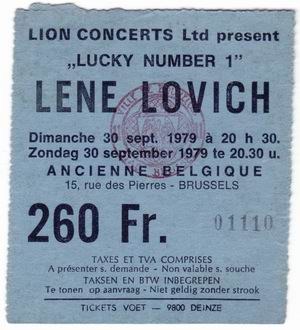 LION CONCERTS Ltd present
„LUCKY NUMBER 1"
LENE LOVICH
Dimanche 30 sept. 1979 à 20 h 30.
Zondag 30 september 1979 te 20.30 u.
ANCIENNE BELGIQUE
15, rue des Pierres - BRUSSELS
260 Fr. 01110
TAXES ET TVA COMPRISES
A présenter s. demande - Non valable s. souche
TAKSEN EN BTW INBEGREPEN
Te tonen op aanvraag - Niet geldig zonder strook
TICKETS VOET — 9800 DEINZE